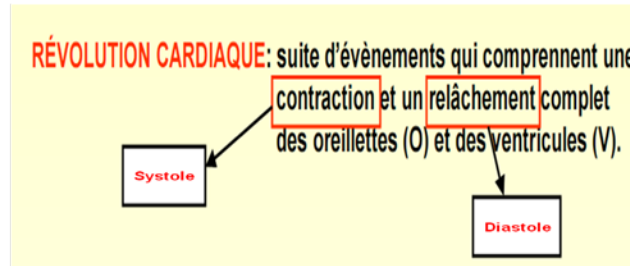 RÉVOLUTION CARDIAQUE: suite d'évènements qui comprennent une
contraction et un relâchement complet
des oreillettes (O) et des ventricules (V).
Systole
Diastole